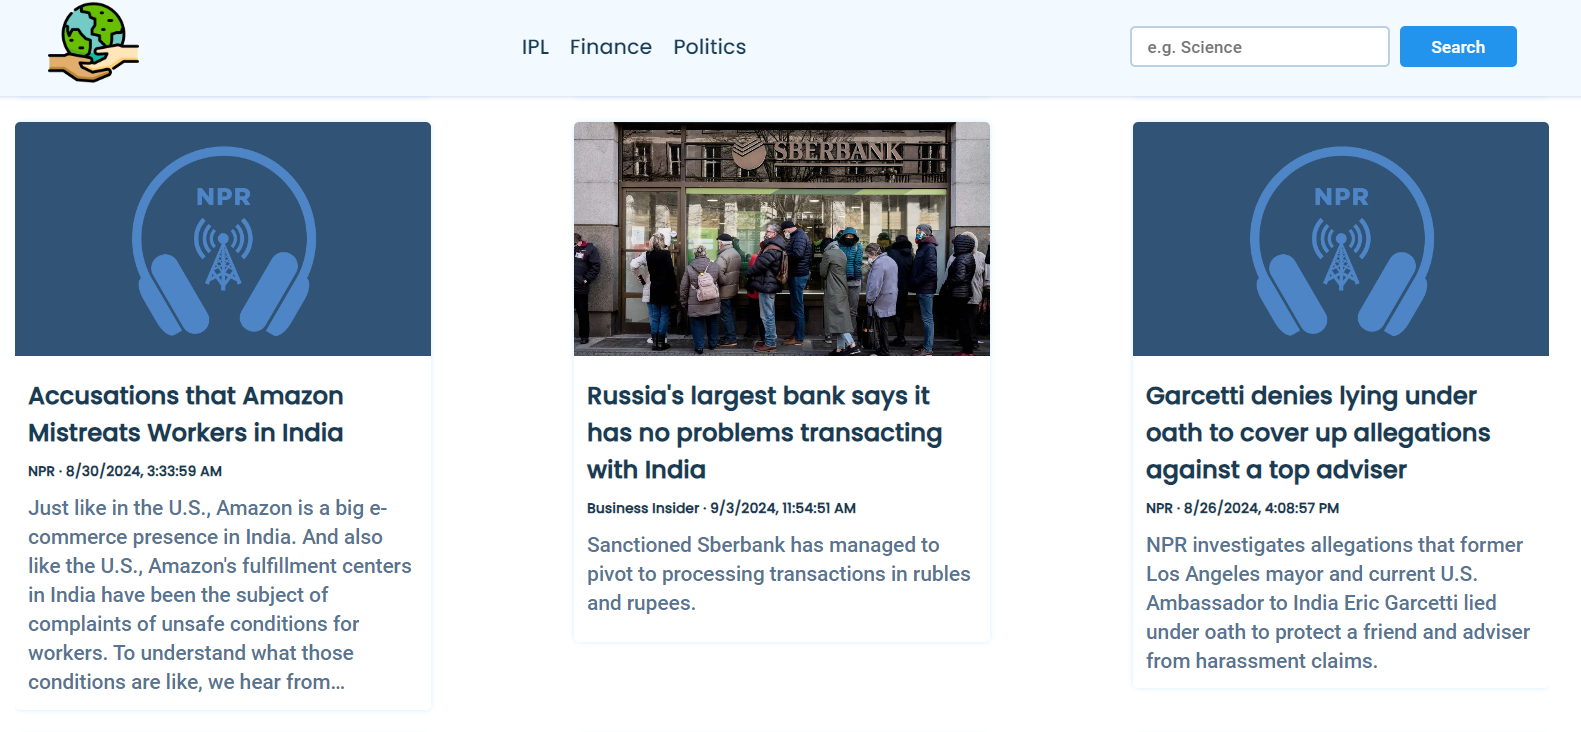 IPL Finance Politics
e.g. Science
Search
NPR
Accusations that Amazon
Mistreats Workers in India
NPR · 8/30/2024, 3:33:59 AM
Just like in the U.S., Amazon is a big e-
commerce presence in India. And also
like the U.S., Amazon's fulfillment centers
in India have been the subject of
complaints of unsafe conditions for
workers. To understand what those
conditions are like, we hear from...
SBERBANK
Russia's largest bank says it
has no problems transacting
with India
Business Insider · 9/3/2024, 11:54:51 AM
Sanctioned Sberbank has managed to
pivot to processing transactions in rubles
and rupees.
NPR
Garcetti denies lying under
oath to cover up allegations
against a top adviser
NPR · 8/26/2024, 4:08:57 PM
NPR investigates allegations that former
Los Angeles mayor and current U.S.
Ambassador to India Eric Garcetti lied
under oath to protect a friend and adviser
from harassment claims.